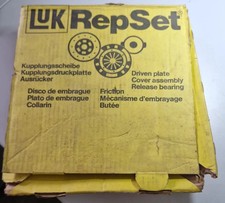 LUK RepSet
Kupplungsscheibe
Kupplungsdruckplatte
Ausrücker
Driven plate
Cover assembly
Release bearing
Disco de embrague
Plato de embrague
Collarin
Friction
Mécanisme d'embrayage
Butée